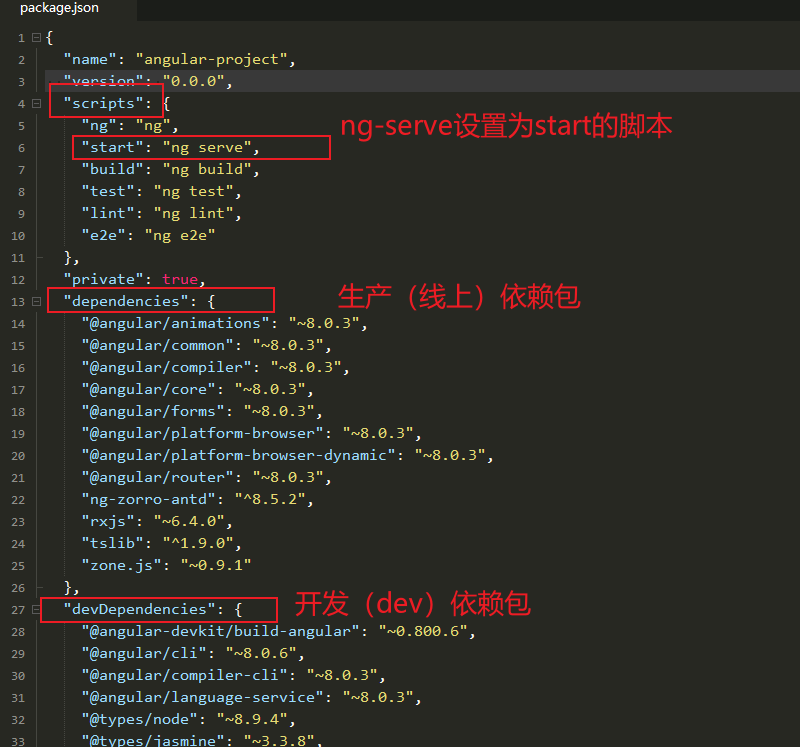 package.json
1 {
2 "name": "angular-project",
3 "version": "0.0.0",
4 "scripts": {
5 "ng": "ng",
ng-serve设置为start的脚本
6 "start": "ng serve",
7 "build": "ng build",
8 "test": "ng test",
9 "lint": "ng lint",
10 "e2e": "ng e2e"
11 },
12 "private": true,
生产（线上）依赖包
13 "dependencies": {
14 "@angular/animations": "~8.0.3",
15 "@angular/common": "~8.0.3",
16 "@angular/compiler": "~8.0.3",
17 "@angular/core": "~8.0.3",
18 "@angular/forms": "~8.0.3",
19 "@angular/platform-browser": "~8.0.3",
20 "@angular/platform-browser-dynamic": "~8.0.3",
21 "@angular/router": "~8.0.3",
22 "ng-zorro-antd": "^8.5.2",
23 "rxjs": "~6.4.0",
24 "tslib": "^1.9.0",
25 "zone.js": "~0.9.1"
26 },
开发（dev）依赖包
27 "devDependencies": {
28 "@angular-devkit/build-angular": "~0.800.6",
29 "@angular/cli": "~8.0.6",
30 "@angular/compiler-cli": "~8.0.3",
31 "@angular/language-service": "~8.0.3",
32 "@types/node": "~8.9.4",
33 "@types/jasmine": "~3.3.8",